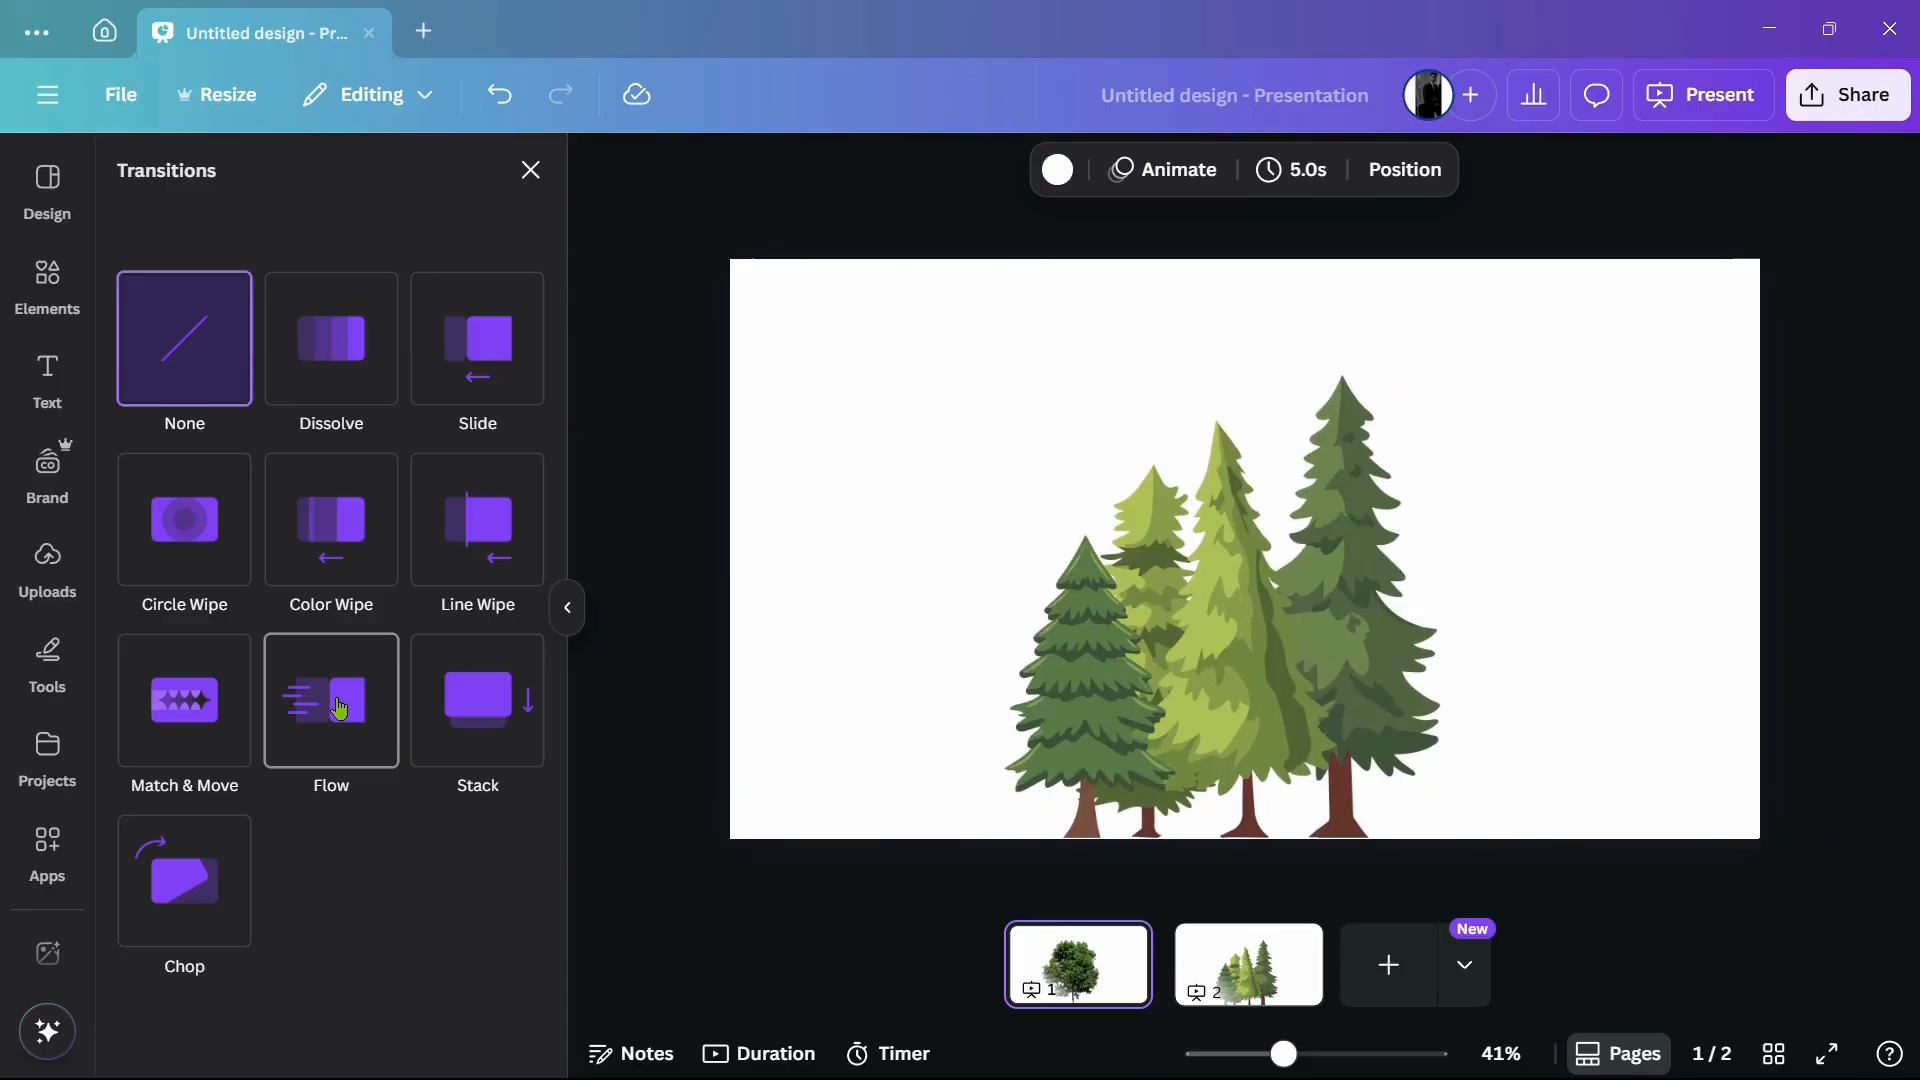 Untitled design - Pr...
File
Resize
Editing
Untitled design - Presentation
Present
Share
Design
Elements
Text
Brand
Uploads
Tools
Projects
Apps
Transitions
None
Dissolve
Slide
Circle Wipe
Color Wipe
Line Wipe
Match & Move
Flow
Stack
Chop
Animate
5.0s
Position
1
2
New
Notes
Duration
Timer
41%
Pages
1 / 2